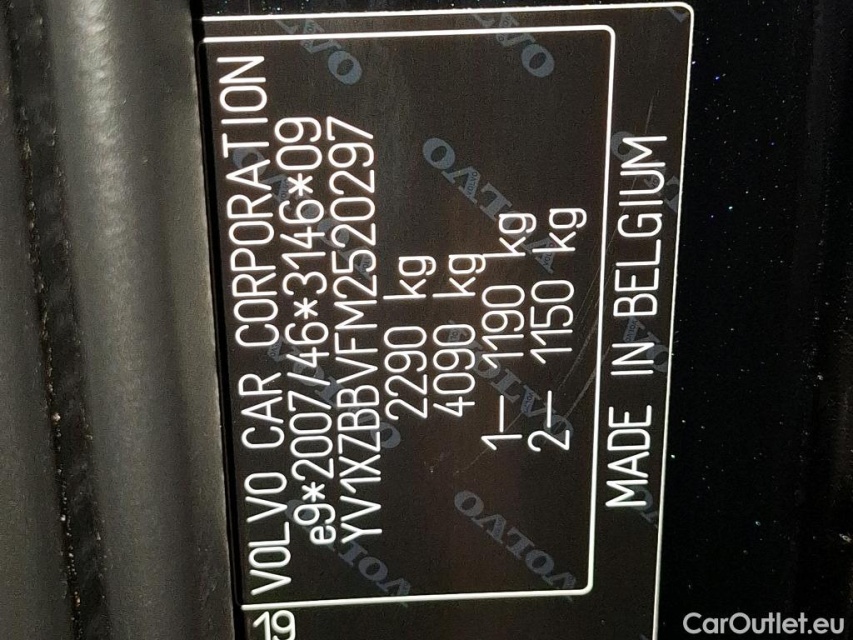 VOLVO CAR CORPORATION
e9*2007/46*3146*09
YV1XZBBVFM2520297
2290 kg
4090 kg
1– 1190 kg
2– 1150 kg
MADE IN BELGIUM
19
VOLVO
CarOutlet.eu